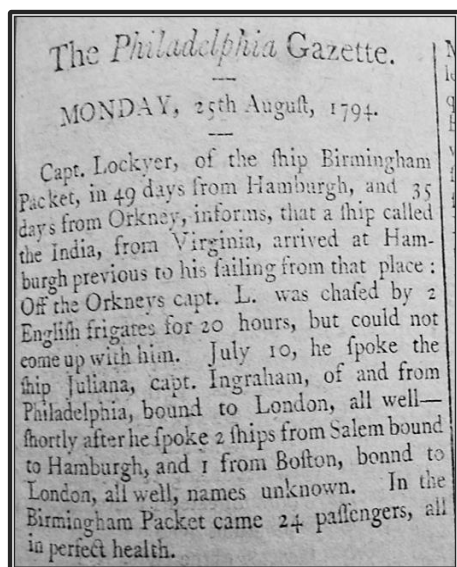 The Philadelphia Gazette.
MONDAY, 25th Auguſt, 1794.
Capt. Lockyer, of the ſhip Birmingham
Packet, in 49 days from Hamburgh, and 35
days from Orkney, informs, that a ſhip called
the India, from Virginia, arrived at Ham-
burgh previous to his ſailing from that place :
Off the Orkneys capt. L. was chaſed by 2
Engliſh frigates for 20 hours, but could not
come up with him. July 10, he ſpoke the
ſhip Juliana, capt. Ingraham, of and from
Philadelphia, bound to London, all well—
ſhortly after he ſpoke 2 ſhips from Salem bound
to Hamburgh, and 1 from Boſton, bonnd to
London, all well, names unknown. In the
Birmingham Packet came 24 paſſengers, all
in perfect health.